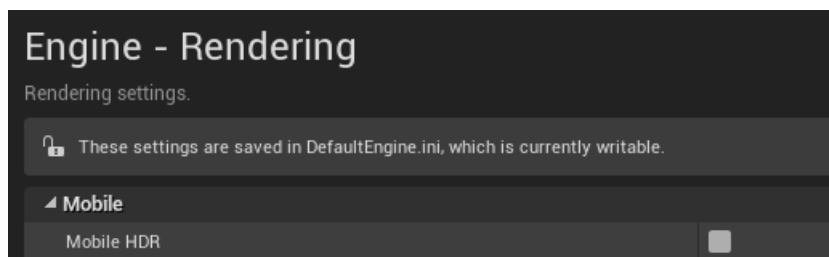 Engine - Rendering
Rendering settings.
These settings are saved in DefaultEngine.ini, which is currently writable.
Mobile
Mobile HDR